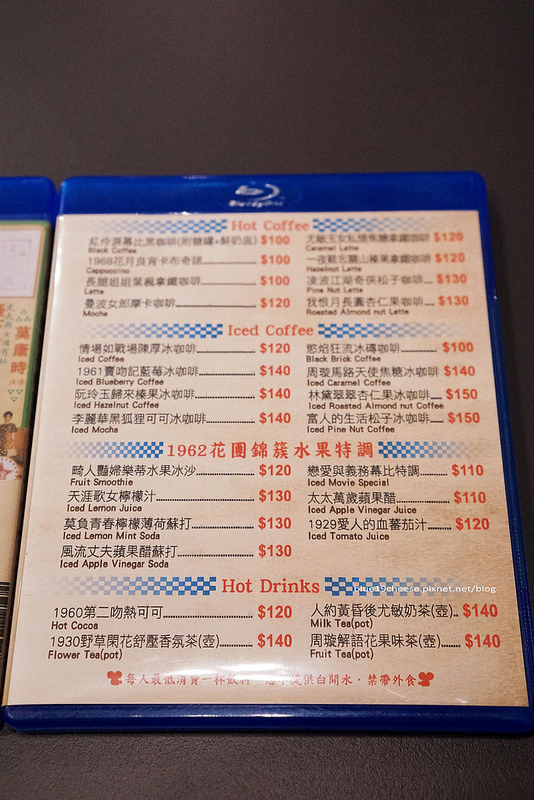 Blu-ray Disc
Hot Coffee
紅伶淚幕比黑咖啡(附糖罐+鮮奶盅) $100
Black Coffee
1968花月良宵卡布奇諾 $100
Cappuccino
長腿姐姐葉楓拿鐵咖啡 $100
Latte
曼波女郎摩卡咖啡 $120
Mocha
尤敏玉女私情焦糖拿鐵咖啡 $120
Caramel Latte
一夜難忘關山榛果拿鐵咖啡 $120
Hazelnut Latte
凌波江湖奇俠松子咖啡 $130
Pine Nut Latte
我恨月長圓杏仁果咖啡 $130
Roasted Almond nut Latte
Iced Coffee
情場如戰場陳厚冰咖啡 $120
Iced Coffee
1961賣吻記藍莓冰咖啡 $140
Iced Blueberry Coffee
阮玲玉歸來榛果冰咖啡 $140
Iced Hazelnut Coffee
李麗華黑狐狸可可冰咖啡 $140
Iced Mocha
慾焰狂流冰磚咖啡 $100
Black Brick Coffee
周璇馬路天使焦糖冰咖啡 $140
Iced Caramel Coffee
林黛翠翠杏仁果冰咖啡 $150
Iced Roasted Almond nut Coffee
富人的生活松子冰咖啡 $150
Iced Pine Nut Coffee
1962花團錦簇水果特調
畸人豔婦樂蒂水果冰沙 $120
Fruit Smoothie
天涯歌女檸檬汁 $130
Iced Lemon Juice
莫負青春檸檬薄荷蘇打 $130
Iced Lemon Mint Soda
風流丈夫蘋果醋蘇打 $130
Iced Apple Vinegar Soda
戀愛與義務幕比特調 $110
Iced Movie Special
太太萬歲蘋果醋 $110
Iced Apple Vinegar Juice
1929愛人的血蕃茄汁 $120
Iced Tomato Juice
Hot Drinks
blue19cheese.pixnet.net/blog
1960第二吻熱可可 $120
Hot Cocoa
1930野草閑花舒壓香氛茶(壺) $140
Flower Tea(pot)
人約黃昏後尤敏奶茶(壺) $140
Milk Tea(pot)
周璇解語花果味茶(壺) $140
Fruit Tea(pot)
每人最低消費一杯飲料 提供白開水‧禁帶外食
莫康時